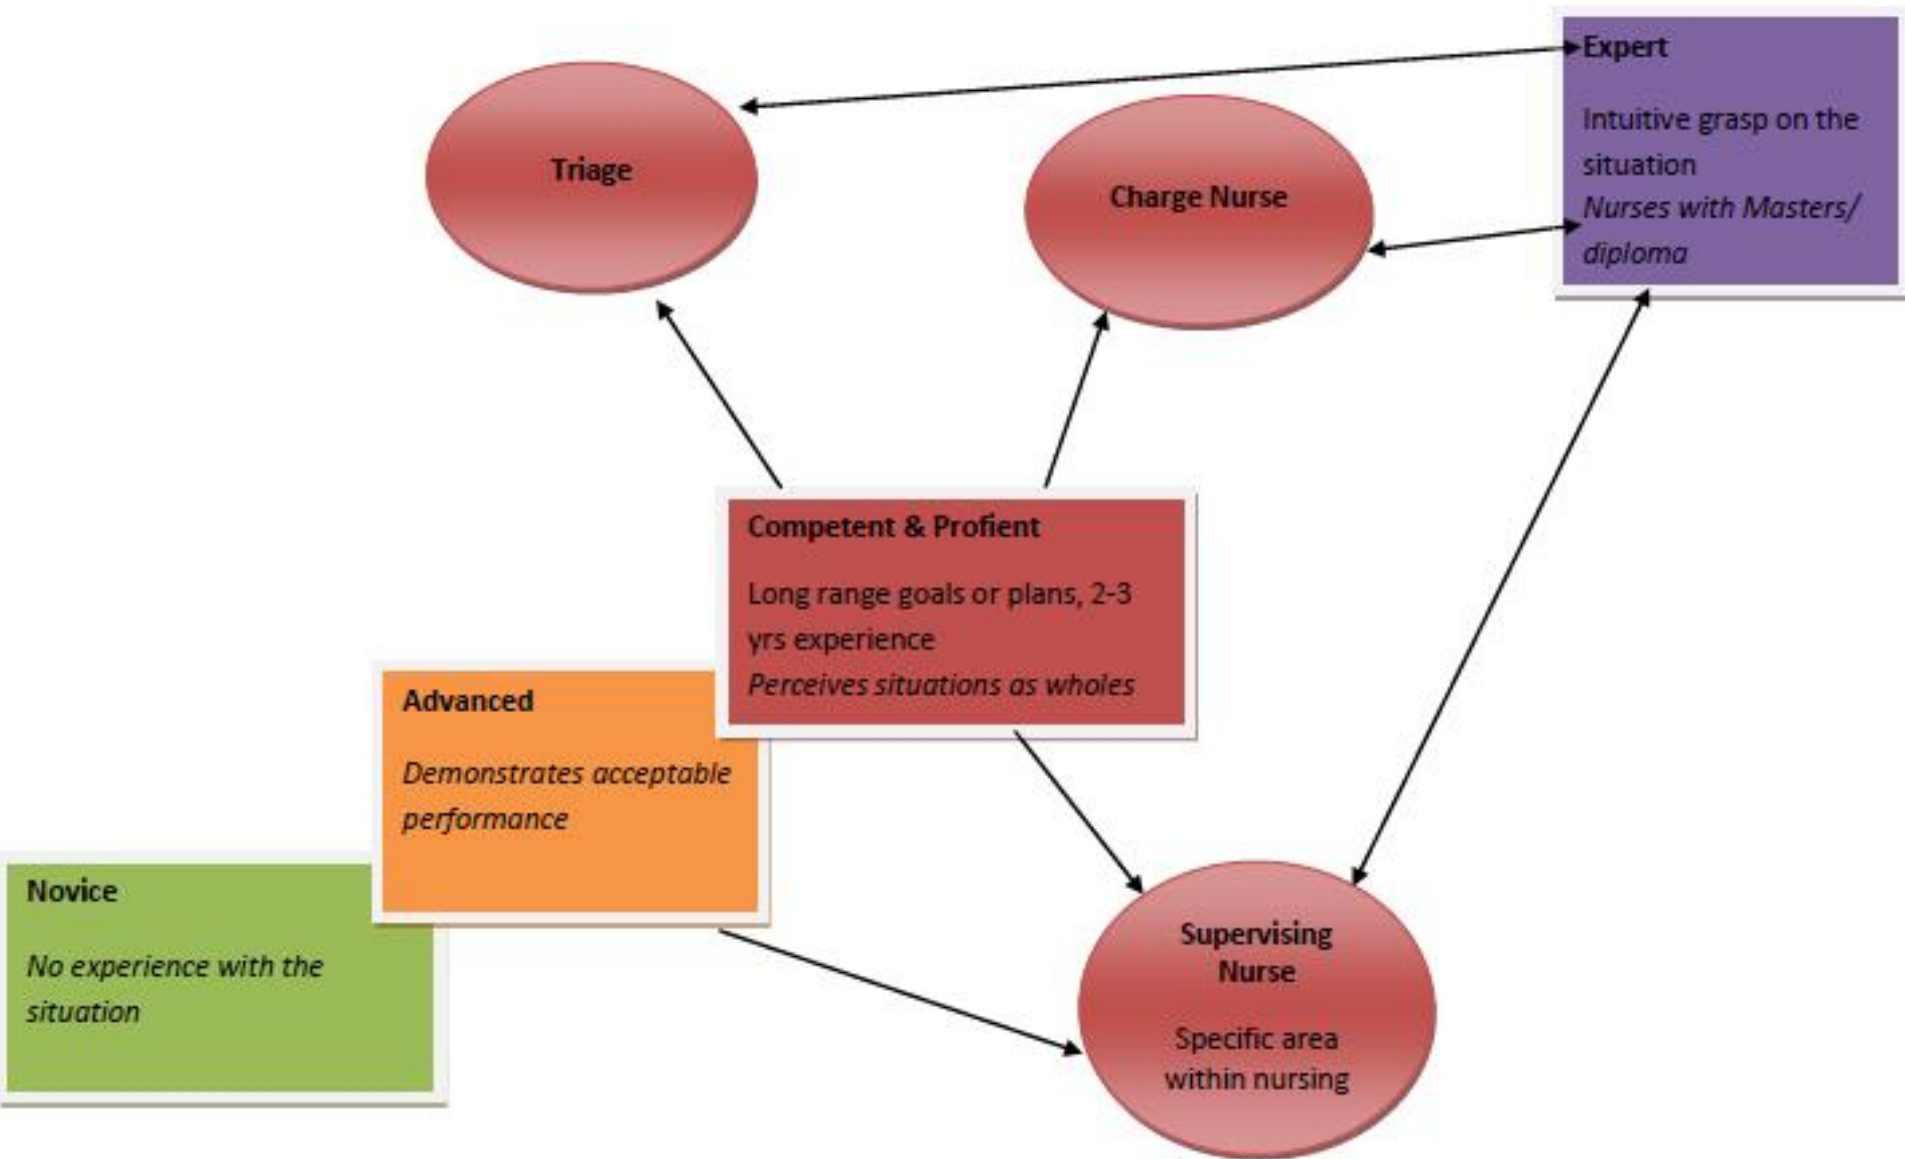 Expert
Intuitive grasp on the
situation
Nurses with Masters/
diploma
Triage
Charge Nurse
Competent & Profient
Long range goals or plans, 2-3
yrs experience
Perceives situations as wholes
Advanced
Demonstrates acceptable
performance
Novice
No experience with the
situation
Supervising
Nurse
Specific area
within nursing